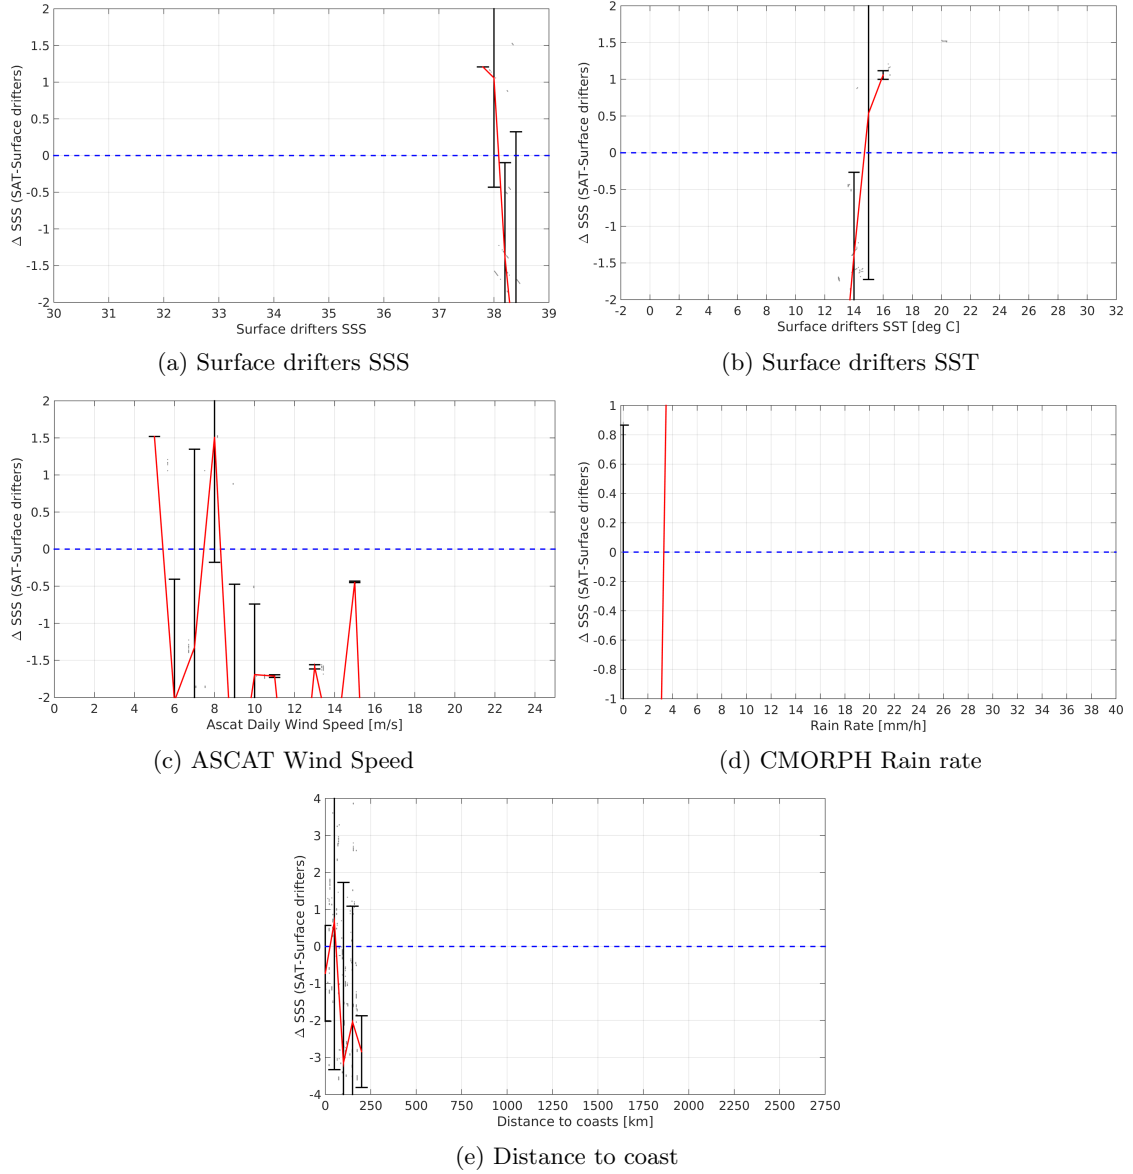 2
1.5
1
0.5
0
-0.5
-1
-1.5
-2
Δ SSS (SAT-Surface drifters)
30 31 32 33 34 35 36 37 38 39
Surface drifters SSS
(a) Surface drifters SSS
2
1.5
1
0.5
0
-0.5
-1
-1.5
-2
Δ SSS (SAT-Surface drifters)
-2 0 2 4 6 8 10 12 14 16 18 20 22 24 26 28 30 32
Surface drifters SST [deg C]
(b) Surface drifters SST
2
1.5
1
0.5
0
-0.5
-1
-1.5
-2
Δ SSS (SAT-Surface drifters)
0 2 4 6 8 10 12 14 16 18 20 22 24
Ascat Daily Wind Speed [m/s]
(c) ASCAT Wind Speed
1
0.8
0.6
0.4
0.2
0
-0.2
-0.4
-0.6
-0.8
-1
Δ SSS (SAT-Surface drifters)
0 2 4 6 8 10 12 14 16 18 20 22 24 26 28 30 32 34 36 38 40
Rain Rate [mm/h]
(d) CMORPH Rain rate
4
3
2
1
0
-1
-2
-3
-4
Δ SSS (SAT-Surface drifters)
0 250 500 750 1000 1250 1500 1750 2000 2250 2500 2750
Distance to coasts [km]
(e) Distance to coast